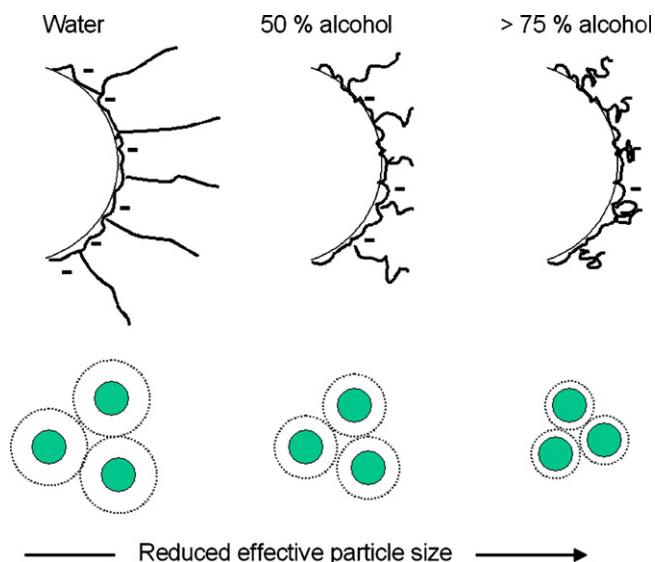 Water
50 % alcohol
> 75 % alcohol
Reduced effective particle size